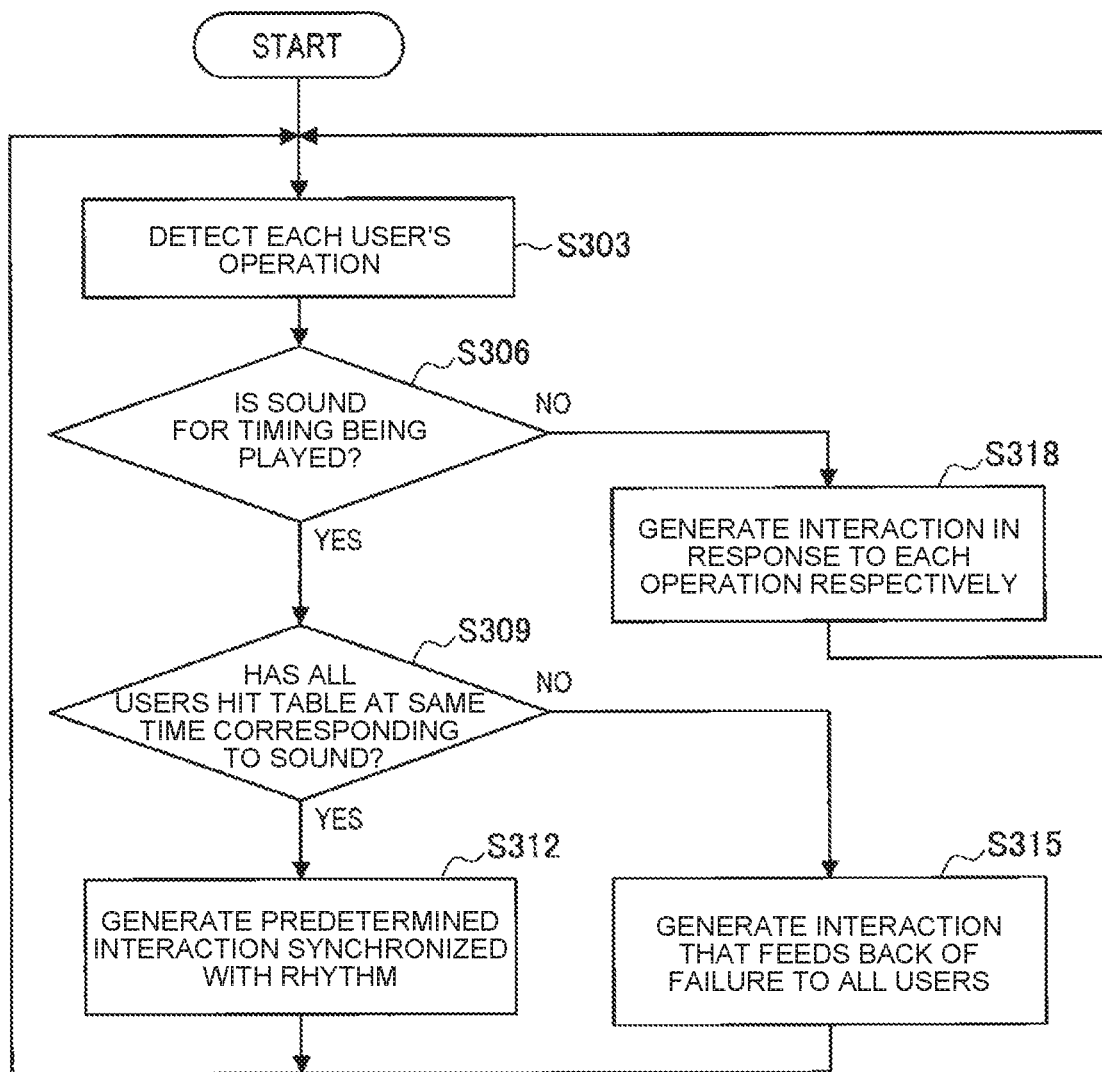 START
DETECT EACH USER'S
OPERATION
S303
S306
IS SOUND
FOR TIMING BEING
PLAYED?
NO
YES
S318
GENERATE INTERACTION IN
RESPONSE TO EACH
OPERATION RESPECTIVELY
S309
HAS ALL
USERS HIT TABLE AT SAME
TIME CORRESPONDING
TO SOUND?
NO
YES
S312
GENERATE PREDETERMINED
INTERACTION SYNCHRONIZED
WITH RHYTHM
S315
GENERATE INTERACTION
THAT FEEDS BACK OF
FAILURE TO ALL USERS